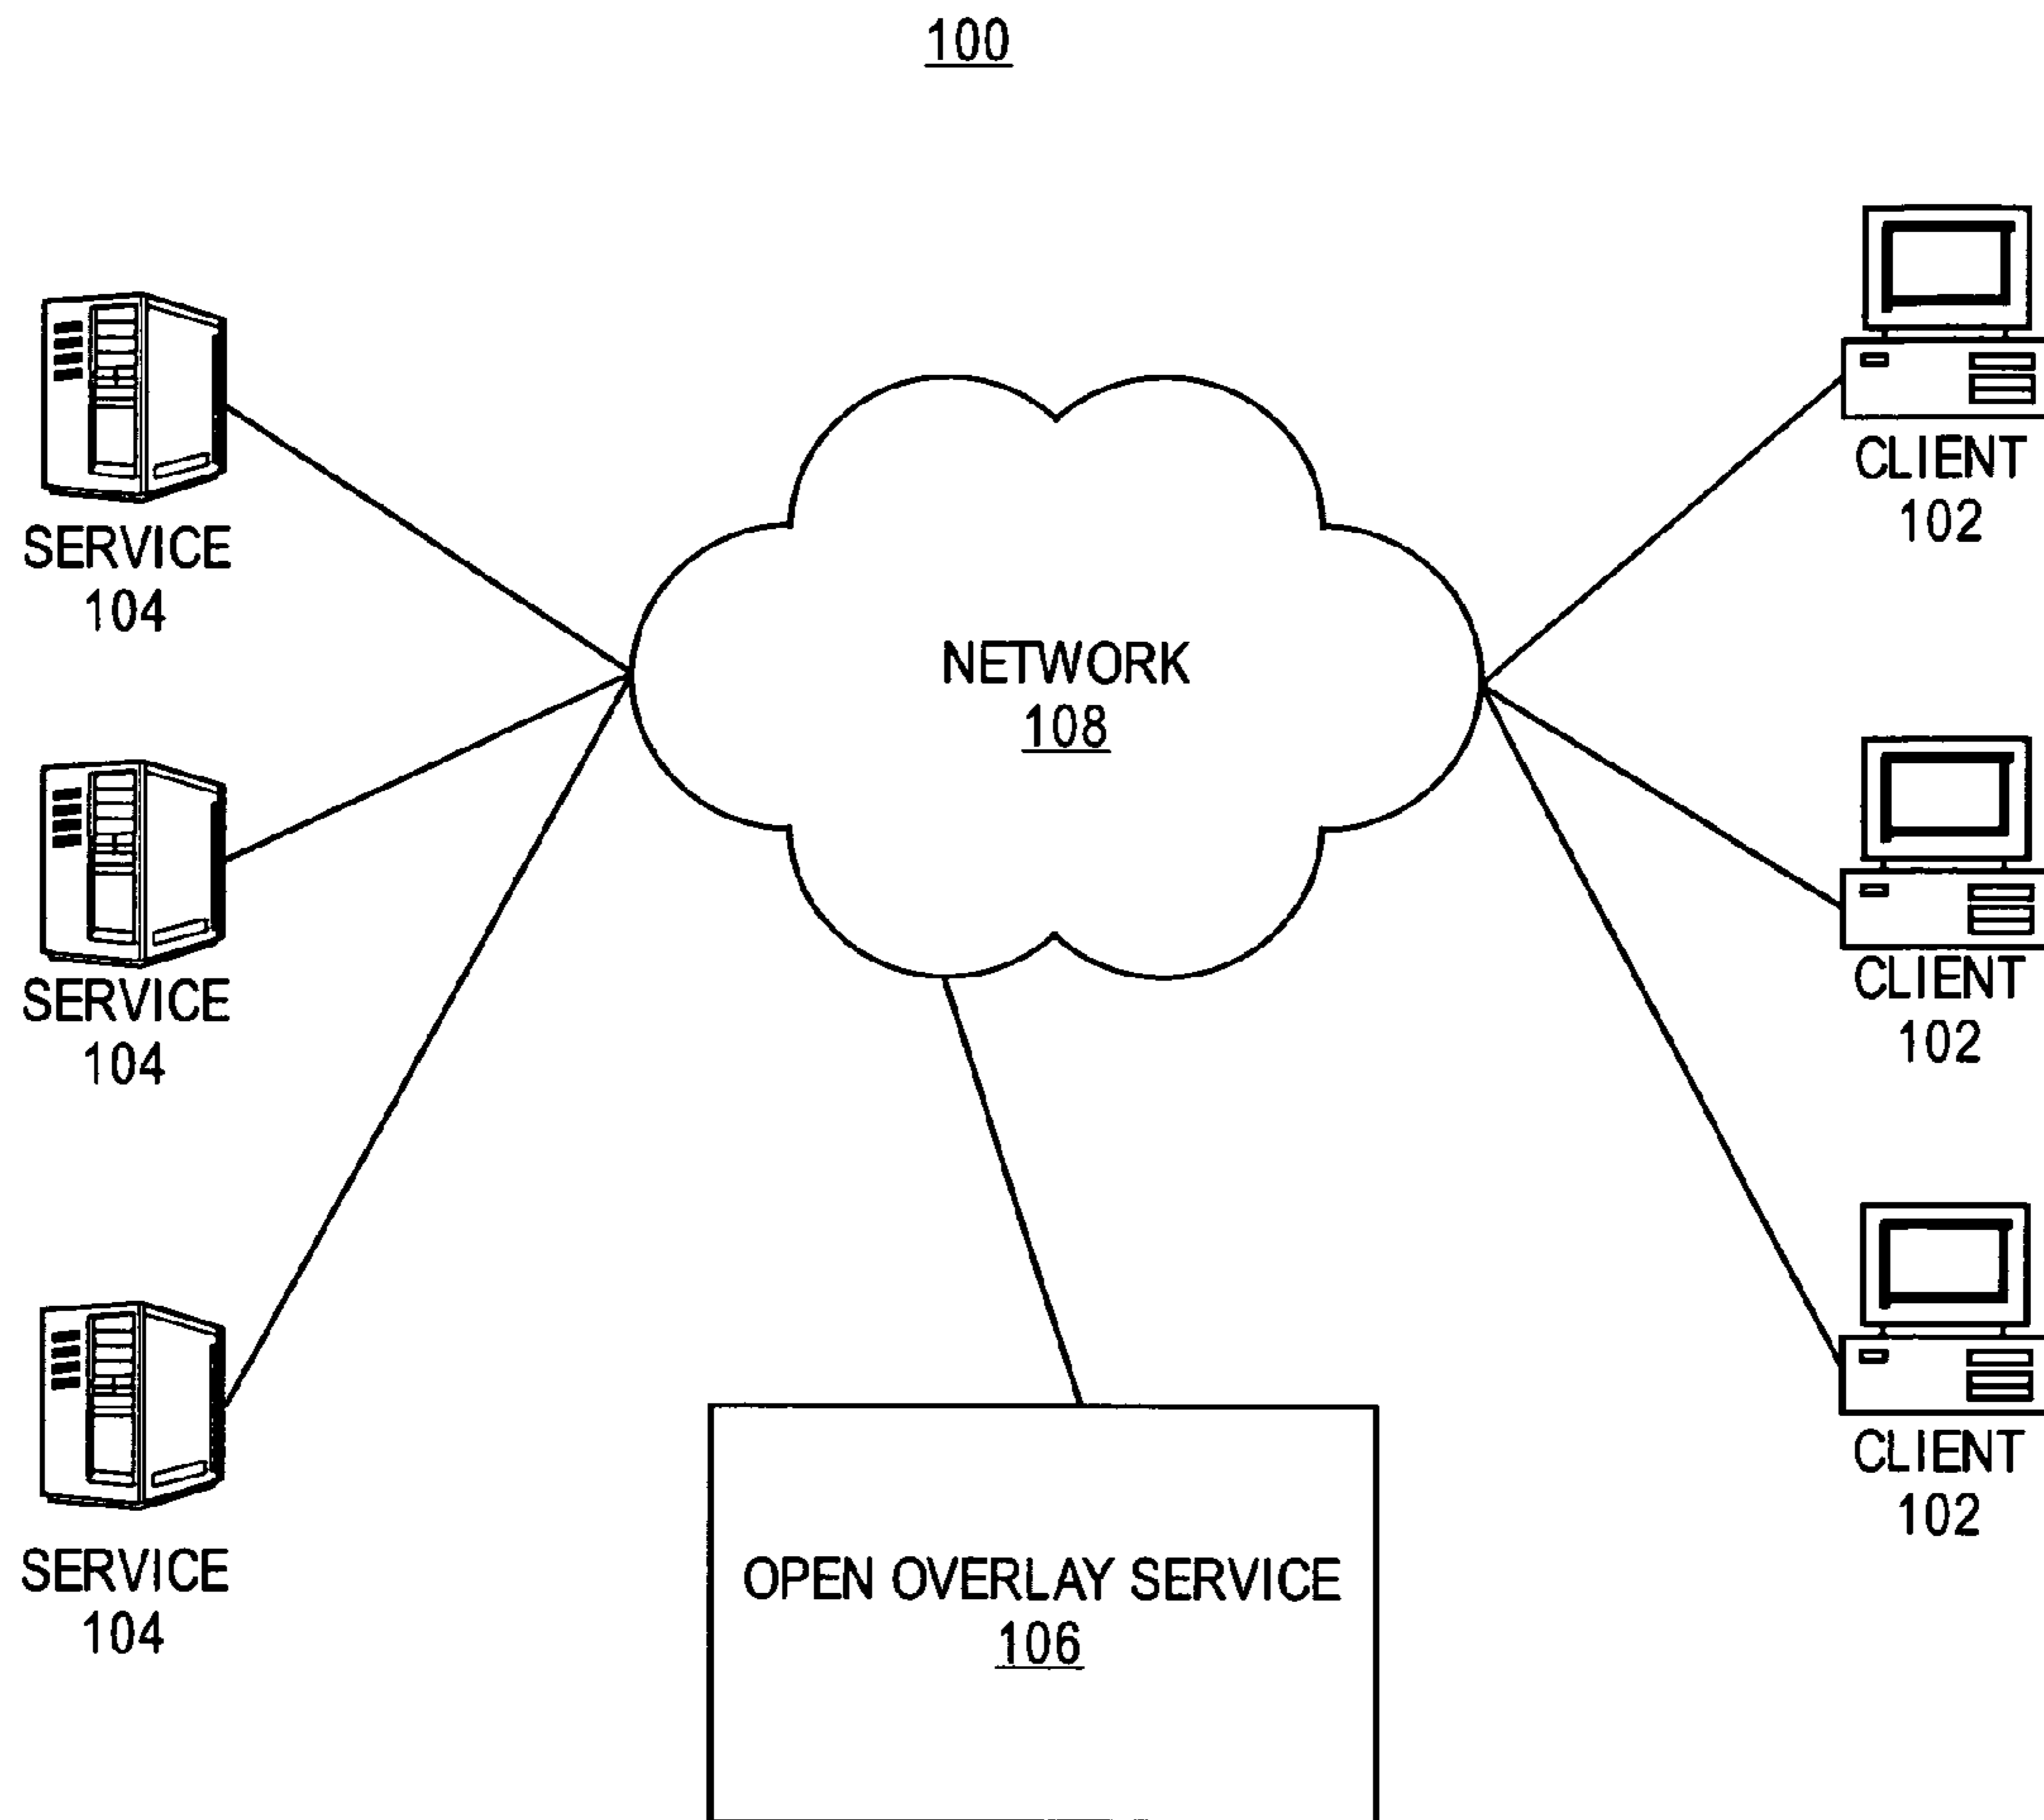 100
SERVICE
104
SERVICE
104
SERVICE
104
NETWORK
108
OPEN OVERLAY SERVICE
106
CLIENT
102
CLIENT
102
CLIENT
102